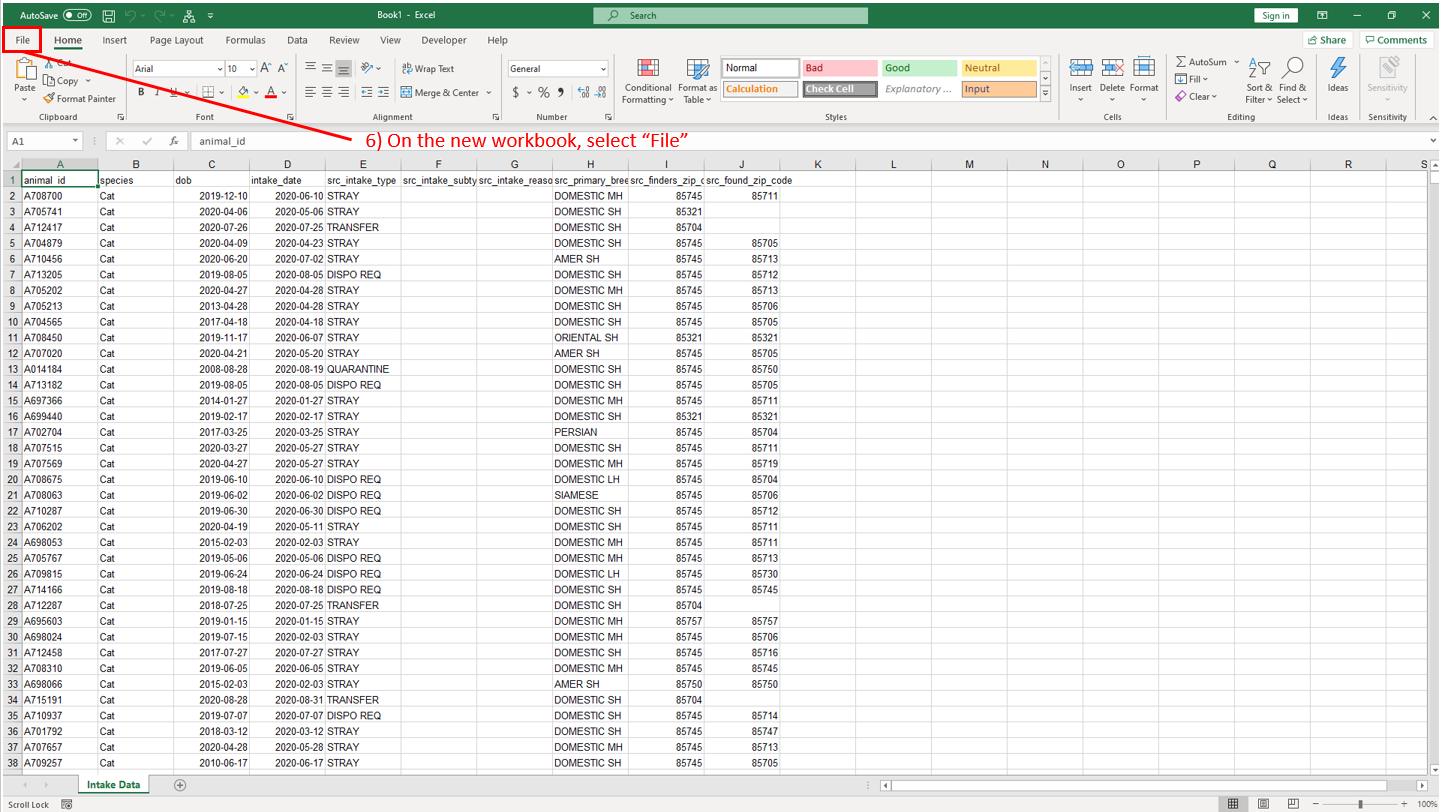 AutoSave Off Book1 - Excel Search Sign in
File Home Insert Page Layout Formulas Data Review View Developer Help Share Comments
Paste Cut Copy Format Painter Clipboard
Arial 10 A A B I U A Font
Wrap Text Merge & Center Alignment
General $ % Number
Conditional Formatting Format as Table Normal Bad Good Neutral Calculation Check Cell Explanatory ... Input Styles
Insert Delete Format Cells
AutoSum Fill Clear Sort & Filter Find & Select Editing
Ideas Ideas
Sensitivity Sensitivity
A1 fx animal_id
6) On the new workbook, select “File”
A B C D E F G H I J K L M N O P Q R S
1 animal_id species dob intake_date src_intake_type src_intake_subty src_intake_reaso src_primary_bree src_finders_zip_c src_found_zip_code
2 A708700 Cat 2019-12-10 2020-06-10 STRAY DOMESTIC MH 85745 85711
3 A705741 Cat 2020-04-06 2020-05-06 STRAY DOMESTIC SH 85321
4 A712417 Cat 2020-07-26 2020-07-25 TRANSFER DOMESTIC SH 85704
5 A704879 Cat 2020-04-09 2020-04-23 STRAY DOMESTIC SH 85745 85705
6 A710456 Cat 2020-06-20 2020-07-02 STRAY AMER SH 85745 85713
7 A713205 Cat 2019-08-05 2020-08-05 DISPO REQ DOMESTIC SH 85745 85712
8 A705202 Cat 2020-04-27 2020-04-28 STRAY DOMESTIC MH 85745 85713
9 A705213 Cat 2013-04-28 2020-04-28 STRAY DOMESTIC SH 85745 85706
10 A704565 Cat 2017-04-18 2020-04-18 STRAY DOMESTIC SH 85745 85705
11 A708450 Cat 2019-11-17 2020-06-07 STRAY ORIENTAL SH 85321 85321
12 A707020 Cat 2020-04-21 2020-05-20 STRAY AMER SH 85745 85705
13 A014184 Cat 2008-08-28 2020-08-19 QUARANTINE DOMESTIC SH 85745 85750
14 A713182 Cat 2019-08-05 2020-08-05 DISPO REQ DOMESTIC SH 85745 85705
15 A697366 Cat 2014-01-27 2020-01-27 STRAY DOMESTIC MH 85745 85711
16 A699440 Cat 2019-02-17 2020-02-17 STRAY DOMESTIC SH 85321 85321
17 A702704 Cat 2017-03-25 2020-03-25 STRAY PERSIAN 85745 85704
18 A707515 Cat 2020-03-27 2020-05-27 STRAY DOMESTIC SH 85745 85711
19 A707569 Cat 2020-04-27 2020-05-27 STRAY DOMESTIC MH 85745 85719
20 A708675 Cat 2019-06-10 2020-06-10 DISPO REQ DOMESTIC LH 85745 85704
21 A708063 Cat 2019-06-02 2020-06-02 DISPO REQ SIAMESE 85745 85706
22 A710287 Cat 2019-06-30 2020-06-30 DISPO REQ DOMESTIC SH 85745 85712
23 A706202 Cat 2020-04-19 2020-05-11 STRAY DOMESTIC SH 85745 85711
24 A698053 Cat 2015-02-03 2020-02-03 STRAY DOMESTIC MH 85745 85711
25 A705767 Cat 2019-05-06 2020-05-06 DISPO REQ DOMESTIC MH 85745 85713
26 A709815 Cat 2019-06-24 2020-06-24 DISPO REQ DOMESTIC LH 85745 85730
27 A714166 Cat 2019-08-18 2020-08-18 DISPO REQ DOMESTIC SH 85745 85745
28 A712287 Cat 2018-07-25 2020-07-25 TRANSFER DOMESTIC SH 85704
29 A695603 Cat 2019-01-15 2020-01-15 STRAY DOMESTIC MH 85757 85757
30 A698024 Cat 2019-07-15 2020-02-03 STRAY DOMESTIC MH 85745 85706
31 A712458 Cat 2017-07-27 2020-07-27 STRAY DOMESTIC SH 85745 85716
32 A708310 Cat 2019-06-05 2020-06-05 STRAY DOMESTIC MH 85745 85745
33 A698066 Cat 2015-02-03 2020-02-03 STRAY AMER SH 85750 85750
34 A715191 Cat 2020-08-28 2020-08-31 TRANSFER DOMESTIC SH 85704
35 A710937 Cat 2019-07-07 2020-07-07 DISPO REQ DOMESTIC SH 85745 85714
36 A701792 Cat 2018-03-12 2020-03-12 STRAY DOMESTIC SH 85745 85747
37 A707657 Cat 2020-04-28 2020-05-28 STRAY DOMESTIC MH 85745 85713
38 A709257 Cat 2010-06-17 2020-06-17 STRAY DOMESTIC SH 85745 85705
Intake Data
Scroll Lock 100%